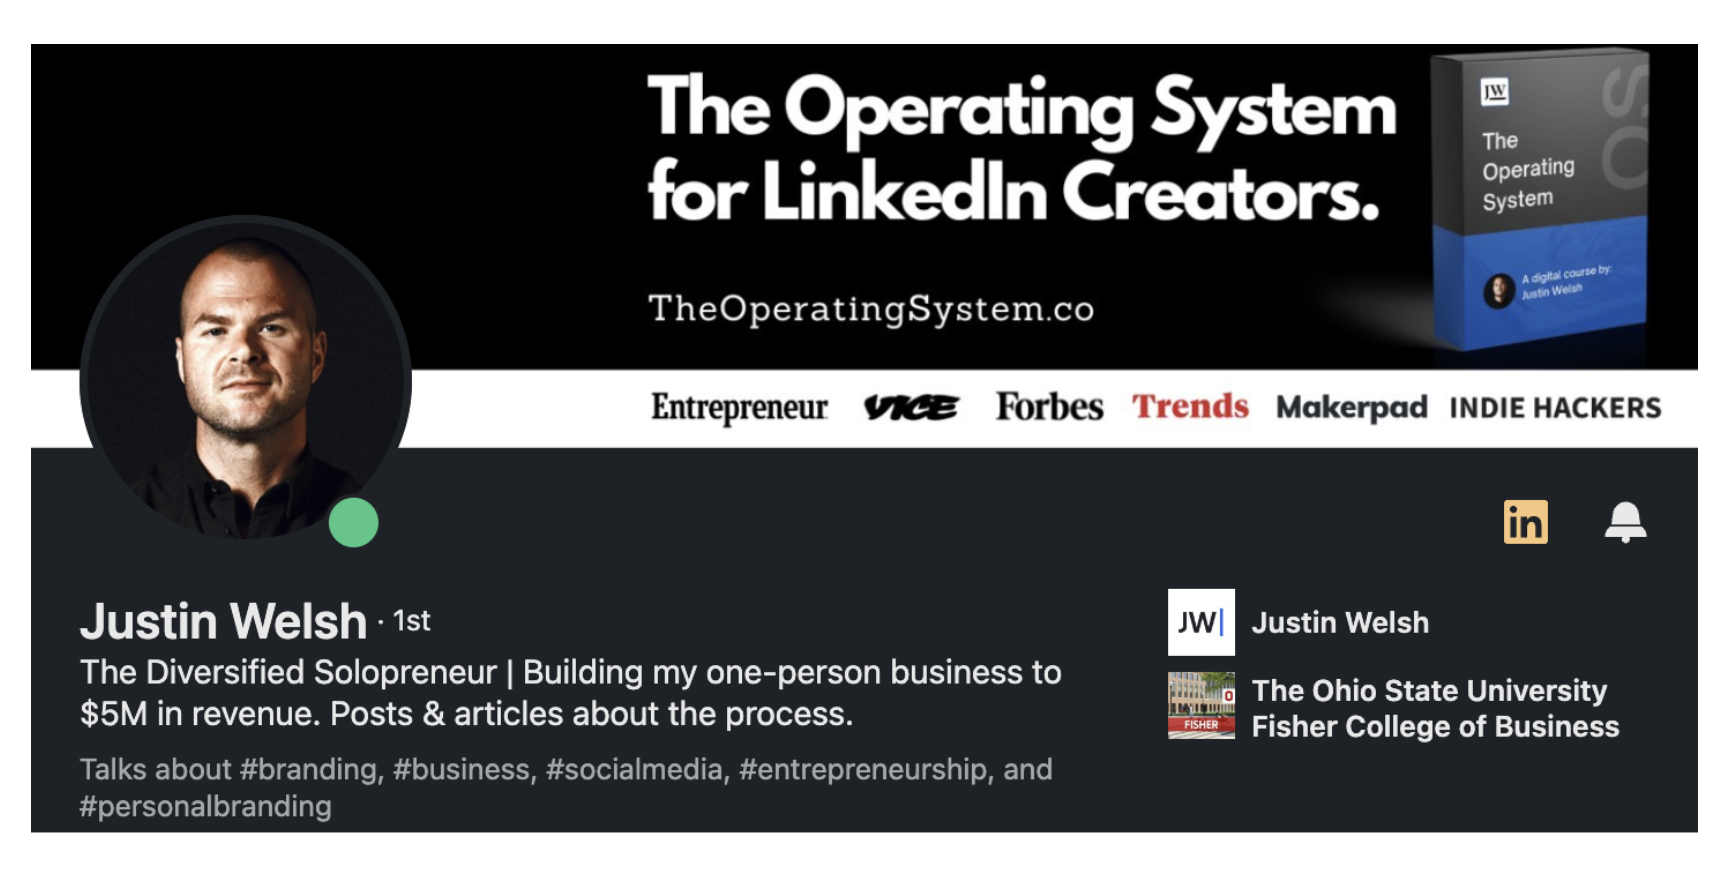 The Operating System
for LinkedIn Creators.
TheOperatingSystem.co
JW
The
Operating
System
OS
A digital course by:
Justin Welsh
Entrepreneur VICE Forbes Trends Makerpad INDIE HACKERS
in
Justin Welsh · 1st
The Diversified Solopreneur | Building my one-person business to
$5M in revenue. Posts & articles about the process.
Talks about #branding, #business, #socialmedia, #entrepreneurship, and
#personalbranding
JW| Justin Welsh
O
FISHER
The Ohio State University
Fisher College of Business